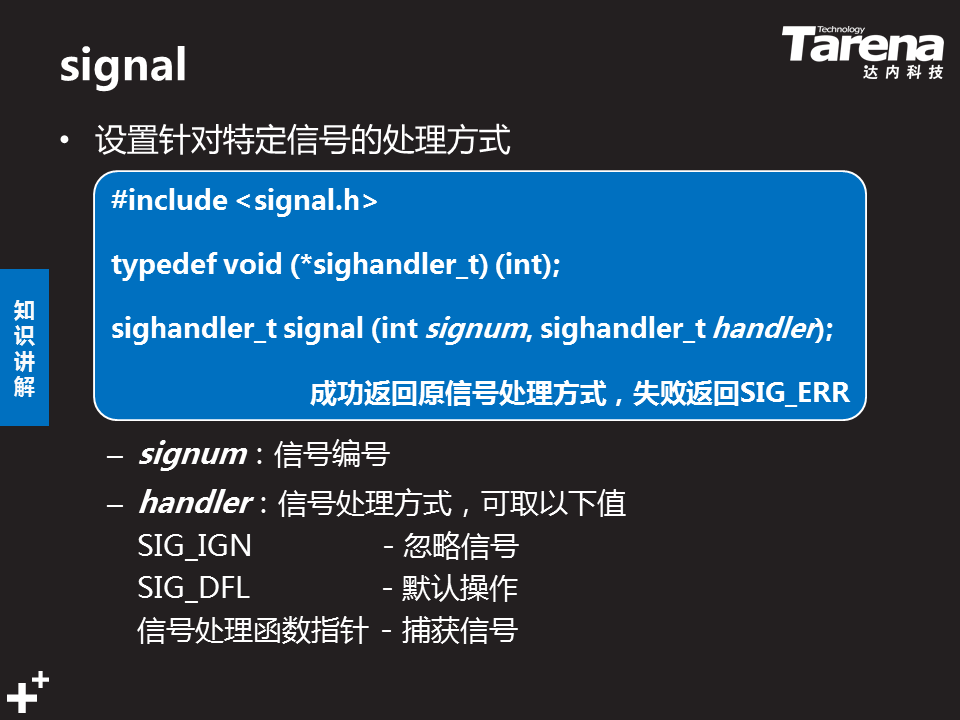 signal
Technology
Tarena
达内科技
• 设置针对特定信号的处理方式
#include <signal.h>
typedef void (*sighandler_t) (int);
sighandler_t signal (int signum, sighandler_t handler);
成功返回原信号处理方式，失败返回SIG_ERR
知
识
讲
解
– signum：信号编号
– handler：信号处理方式，可取以下值
SIG_IGN - 忽略信号
SIG_DFL - 默认操作
信号处理函数指针 - 捕获信号